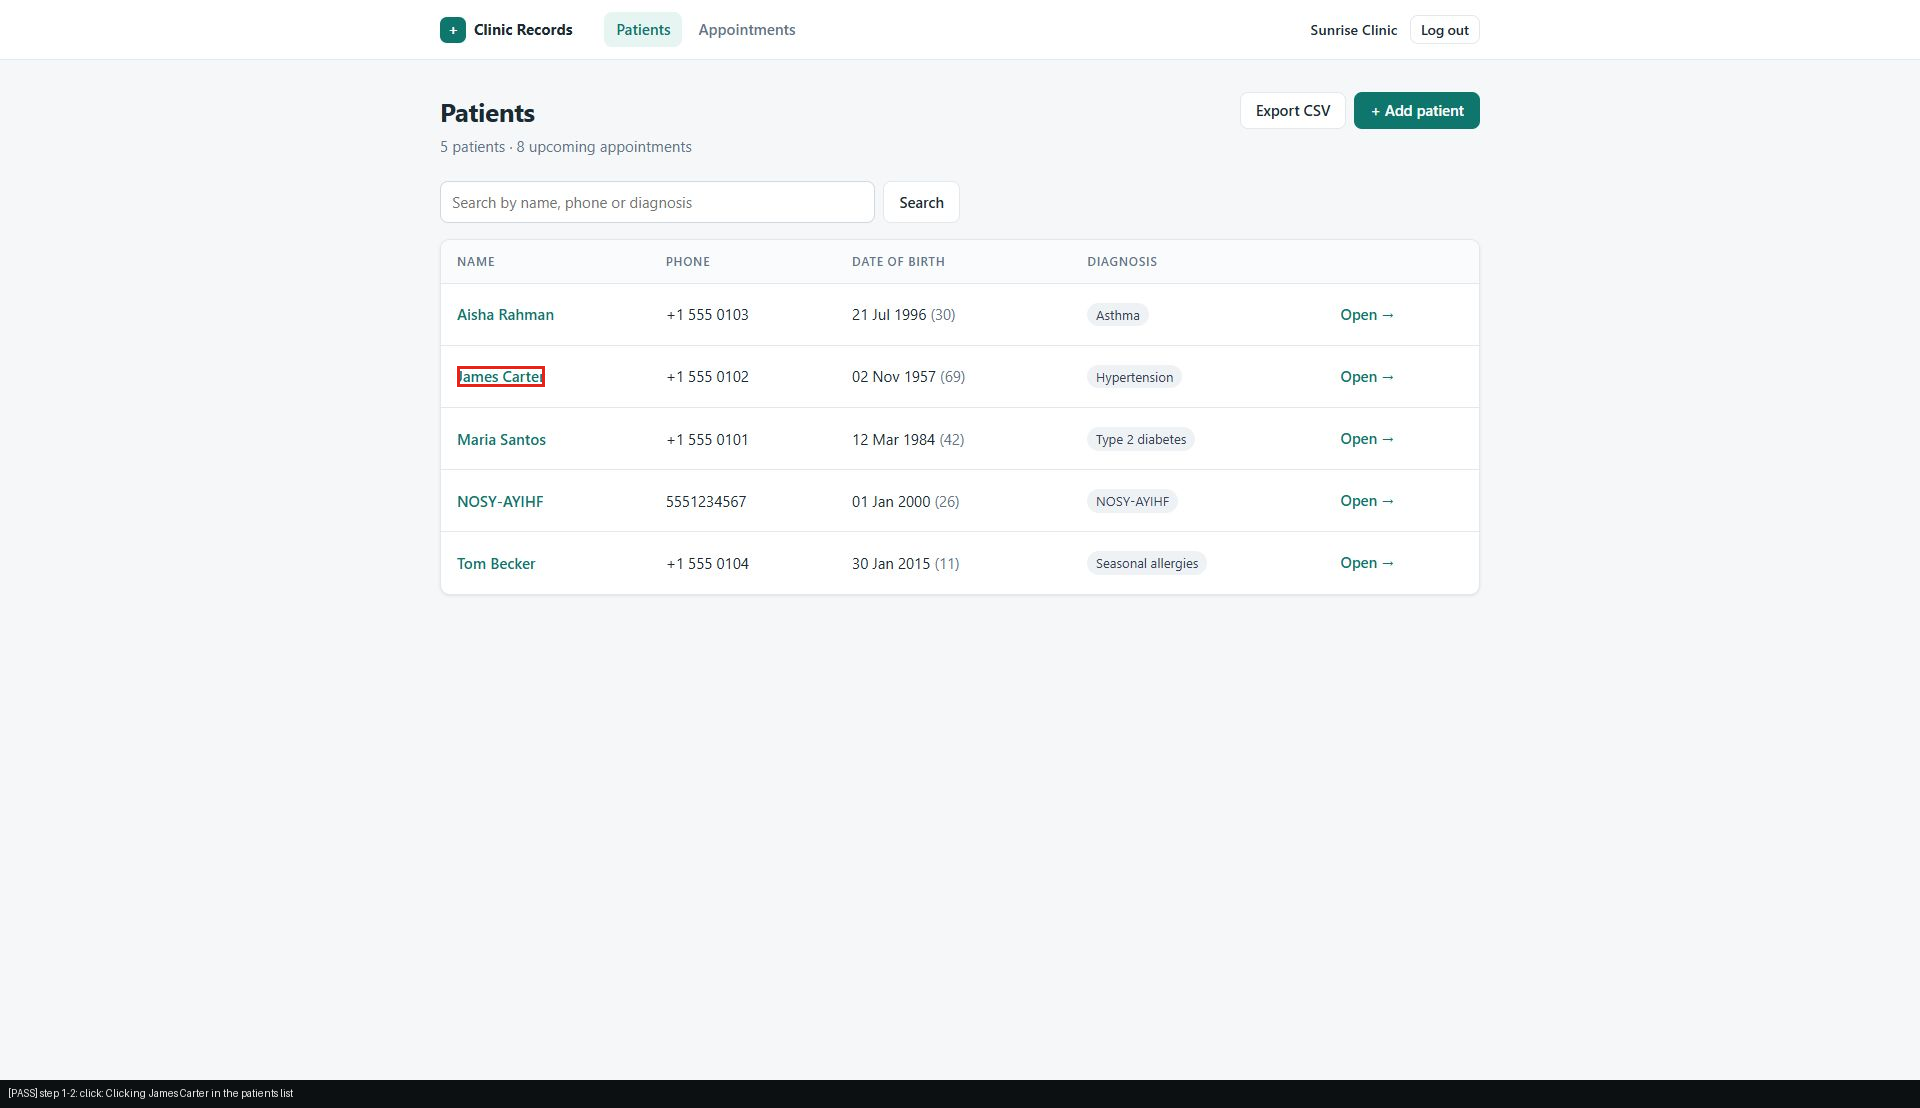 + Clinic Records Patients Appointments Sunrise Clinic Log out
Patients Export CSV + Add patient
5 patients · 8 upcoming appointments
Search by name, phone or diagnosis Search
NAME PHONE DATE OF BIRTH DIAGNOSIS
Aisha Rahman +1 555 0103 21 Jul 1996 (30) Asthma Open →
James Carter +1 555 0102 02 Nov 1957 (69) Hypertension Open →
Maria Santos +1 555 0101 12 Mar 1984 (42) Type 2 diabetes Open →
NOSY-AYIHF 5551234567 01 Jan 2000 (26) NOSY-AYIHF Open →
Tom Becker +1 555 0104 30 Jan 2015 (11) Seasonal allergies Open →
[PASS] step 1-2: click: Clicking James Carter in the patients list